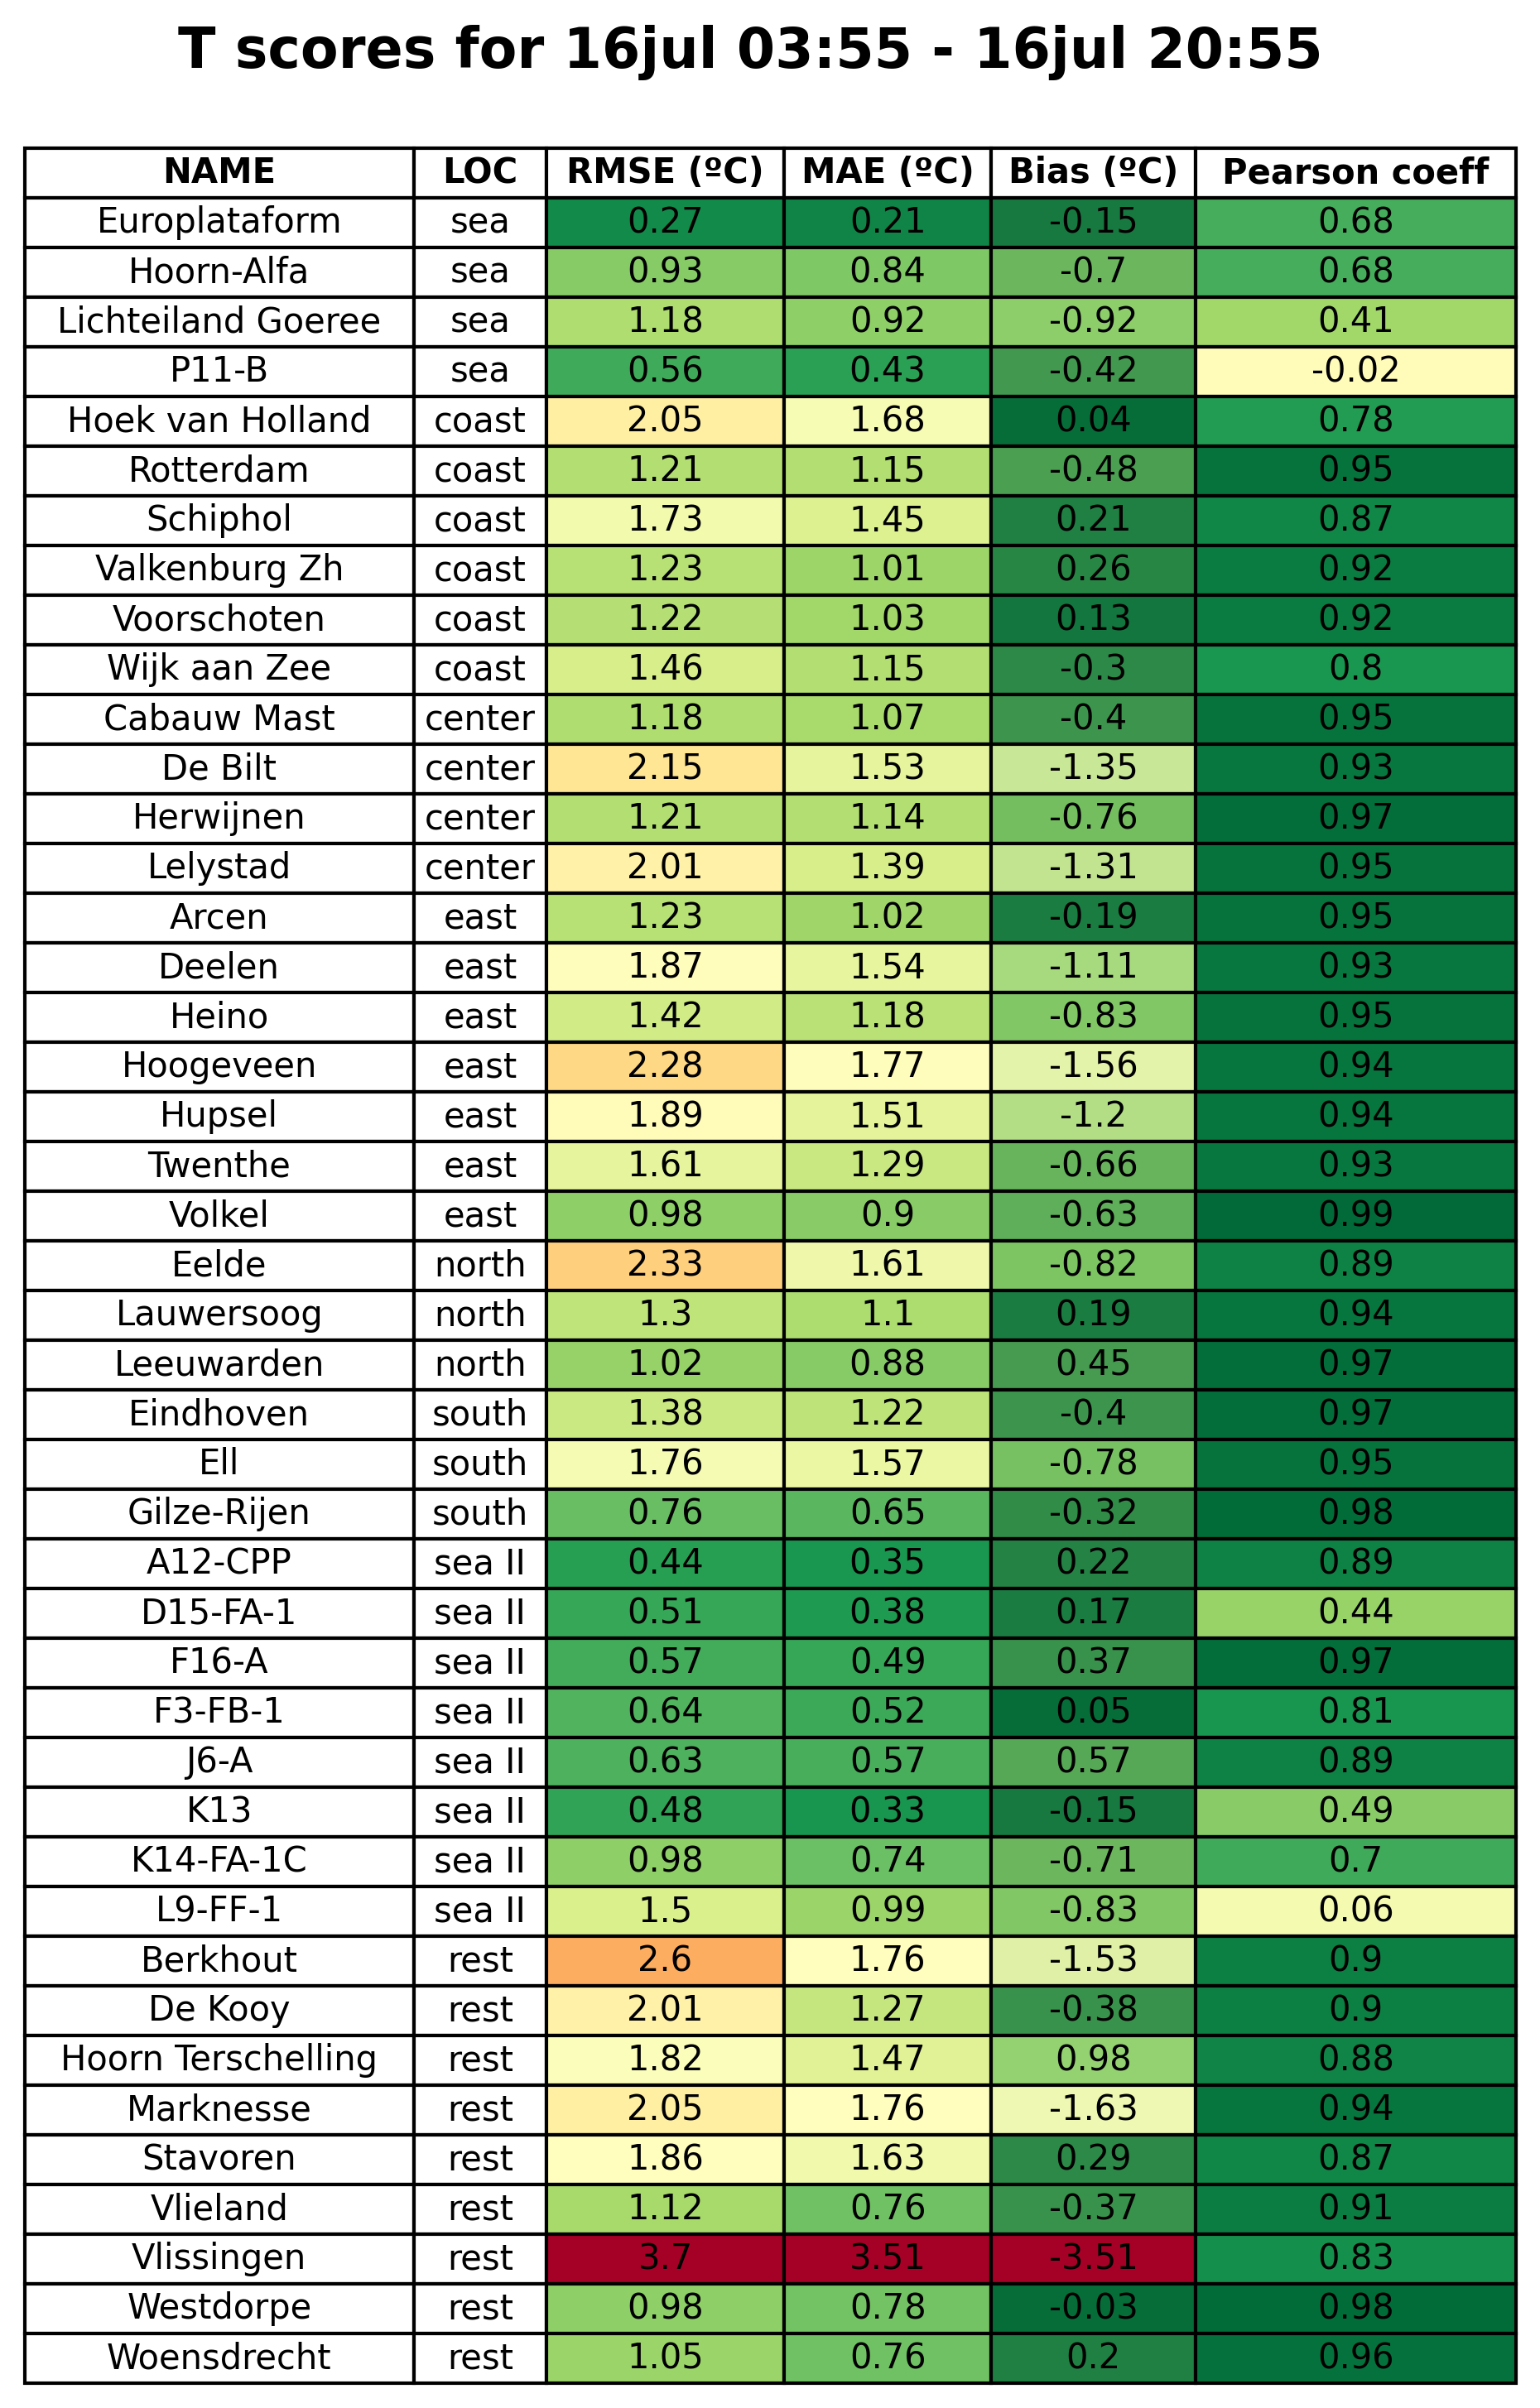 T scores for 16jul 03:55 - 16jul 20:55
NAME LOC RMSE (ºC) MAE (ºC) Bias (ºC) Pearson coeff
Europlataform sea 0.27 0.21 -0.15 0.68
Hoorn-Alfa sea 0.93 0.84 -0.7 0.68
Lichteiland Goeree sea 1.18 0.92 -0.92 0.41
P11-B sea 0.56 0.43 -0.42 -0.02
Hoek van Holland coast 2.05 1.68 0.04 0.78
Rotterdam coast 1.21 1.15 -0.48 0.95
Schiphol coast 1.73 1.45 0.21 0.87
Valkenburg Zh coast 1.23 1.01 0.26 0.92
Voorschoten coast 1.22 1.03 0.13 0.92
Wijk aan Zee coast 1.46 1.15 -0.3 0.8
Cabauw Mast center 1.18 1.07 -0.4 0.95
De Bilt center 2.15 1.53 -1.35 0.93
Herwijnen center 1.21 1.14 -0.76 0.97
Lelystad center 2.01 1.39 -1.31 0.95
Arcen east 1.23 1.02 -0.19 0.95
Deelen east 1.87 1.54 -1.11 0.93
Heino east 1.42 1.18 -0.83 0.95
Hoogeveen east 2.28 1.77 -1.56 0.94
Hupsel east 1.89 1.51 -1.2 0.94
Twenthe east 1.61 1.29 -0.66 0.93
Volkel east 0.98 0.9 -0.63 0.99
Eelde north 2.33 1.61 -0.82 0.89
Lauwersoog north 1.3 1.1 0.19 0.94
Leeuwarden north 1.02 0.88 0.45 0.97
Eindhoven south 1.38 1.22 -0.4 0.97
Ell south 1.76 1.57 -0.78 0.95
Gilze-Rijen south 0.76 0.65 -0.32 0.98
A12-CPP sea II 0.44 0.35 0.22 0.89
D15-FA-1 sea II 0.51 0.38 0.17 0.44
F16-A sea II 0.57 0.49 0.37 0.97
F3-FB-1 sea II 0.64 0.52 0.05 0.81
J6-A sea II 0.63 0.57 0.57 0.89
K13 sea II 0.48 0.33 -0.15 0.49
K14-FA-1C sea II 0.98 0.74 -0.71 0.7
L9-FF-1 sea II 1.5 0.99 -0.83 0.06
Berkhout rest 2.6 1.76 -1.53 0.9
De Kooy rest 2.01 1.27 -0.38 0.9
Hoorn Terschelling rest 1.82 1.47 0.98 0.88
Marknesse rest 2.05 1.76 -1.63 0.94
Stavoren rest 1.86 1.63 0.29 0.87
Vlieland rest 1.12 0.76 -0.37 0.91
Vlissingen rest 3.7 3.51 -3.51 0.83
Westdorpe rest 0.98 0.78 -0.03 0.98
Woensdrecht rest 1.05 0.76 0.2 0.96